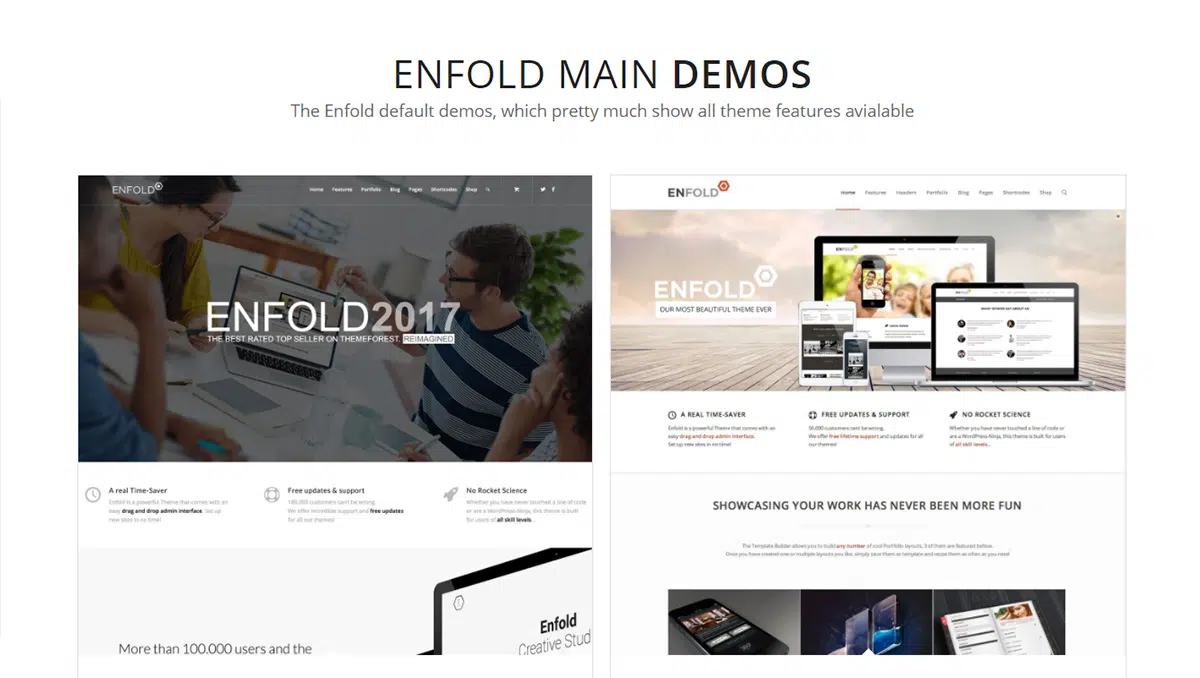 ENFOLD MAIN DEMOS
The Enfold default demos, which pretty much show all theme features avialable
ENFOLD
Home Features Portfolio Blog Pages Shortcodes Shop
ENFOLD2017
THE BEST RATED TOP SELLER ON THEMEFOREST. REIMAGINED
A real Time-Saver
Enfold is a powerful Theme that comes with an
easy drag and drop admin interface. Set up
new sites in no time!
Free updates & support
180.000 customers can't be wrong.
We offer incredible support and free updates
for all our themes!
No Rocket Science
Whether you have never touched a line of code
or are a WordPress-Ninja, this theme is built
for users of all skill levels...
More than 100.000 users and the
Enfold
Creative Stud
ENFOLD
Home Features Headers Portfolio Blog Pages Shortcodes Shop
ENFOLD
OUR MOST BEAUTIFUL THEME EVER
A REAL TIME-SAVER
Enfold is a powerful Theme that comes with an
easy drag and drop admin interface.
Set up new sites in no time!
FREE UPDATES & SUPPORT
50.000 customers can't be wrong.
We offer free lifetime support and updates for all
our themes!
NO ROCKET SCIENCE
Whether you have never touched a line of code or
are a WordPress-Ninja, this theme is built for users
of all skill levels...
SHOWCASING YOUR WORK HAS NEVER BEEN MORE FUN
The Template Builder allows you to build any number of cool Portfolio layouts, 3 of them are featured below.
Once you have created one or multiple layouts you like, simply save them as template and reuse them as often as you need!